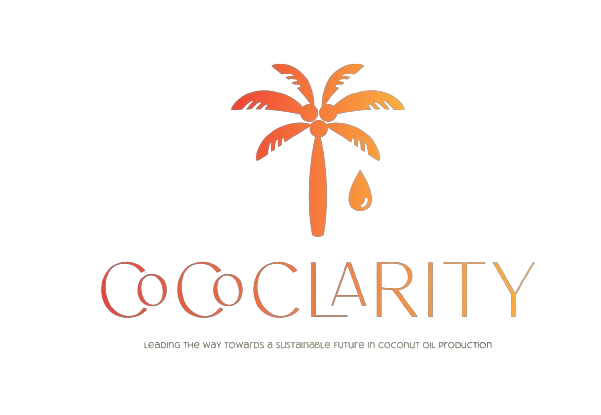 CoCoCLARITY
Leading the way towards a sustainable future in coconut oil production